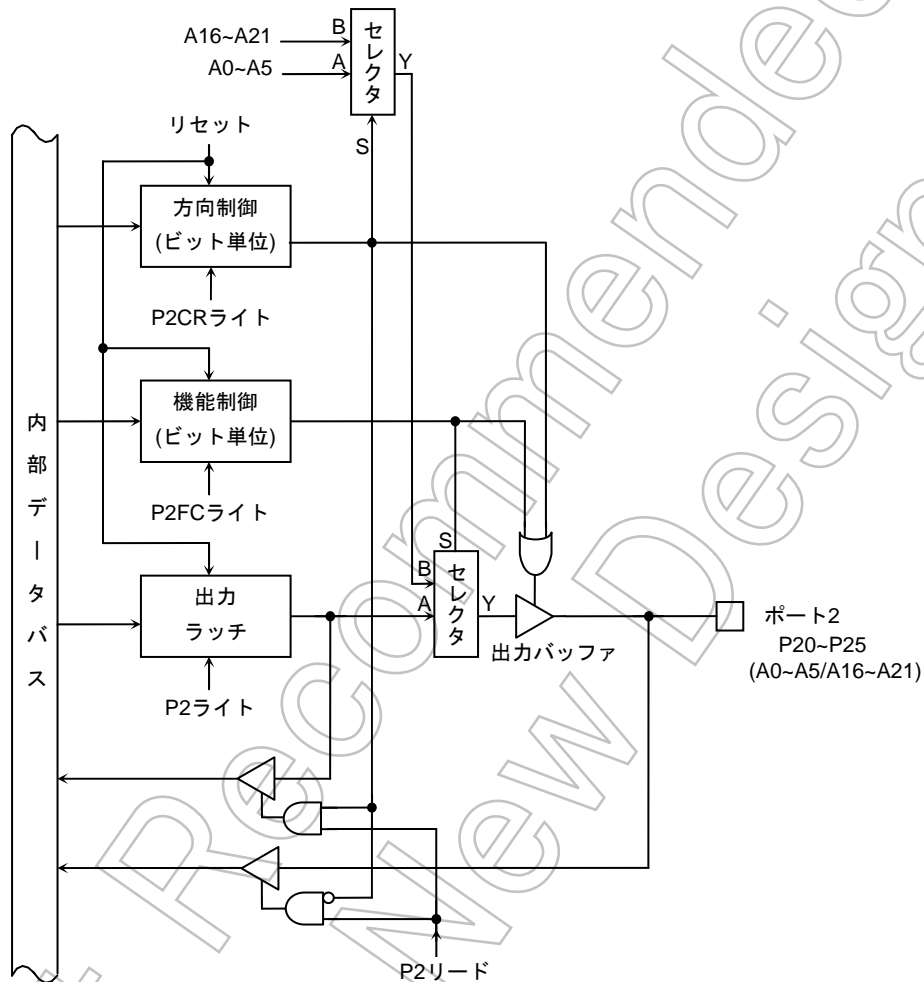 A16~A21
B
A0~A5
A
Y
セレクタ
S
リセット
方向制御
(ビット単位)
P2CRライト
機能制御
(ビット単位)
P2FCライト
内部データバス
S
B
A
セレクタ
Y
出力
ラッチ
出力バッファ
P2ライト
ポート2
P20~P25
(A0~A5/A16~A21)
P2リード
Recommended
New Design